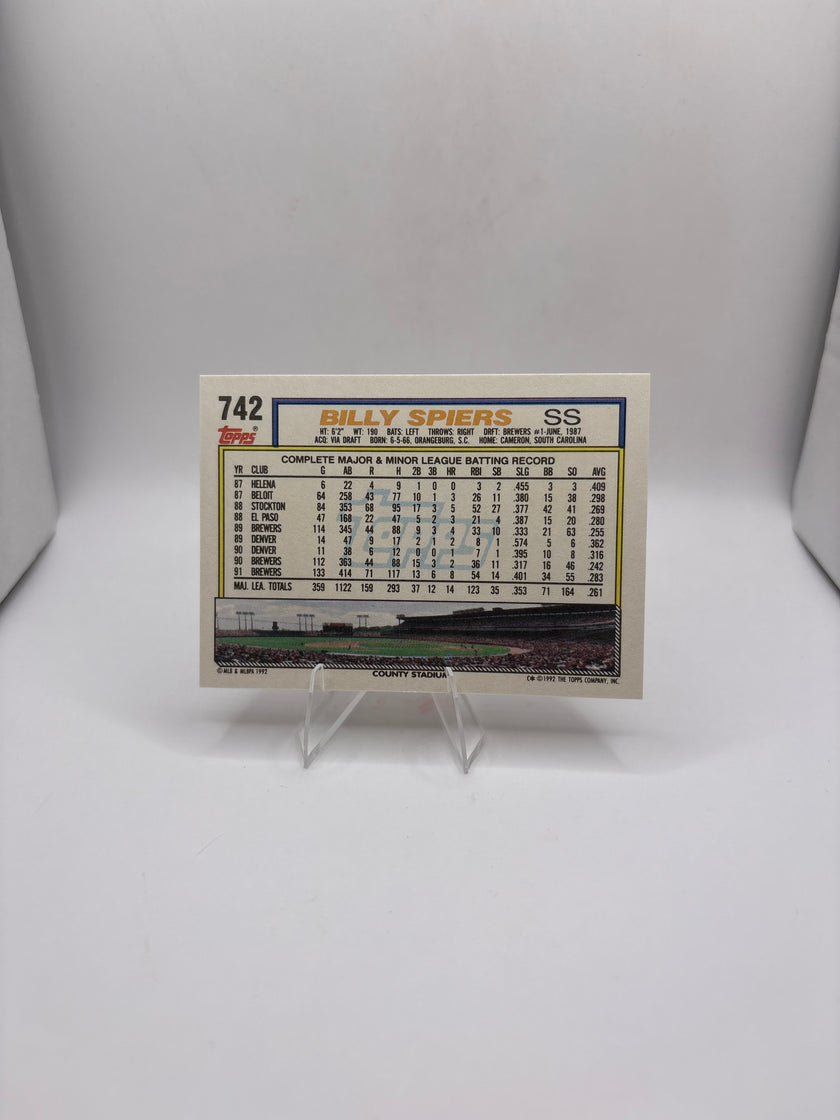 742
Topps®
BILLY SPIERS SS
HT: 6'2" WT: 190 BATS: LEFT THROWS: RIGHT DRFT: BREWERS #1-JUNE, 1987
ACQ: VIA DRAFT BORN: 6-5-66, ORANGEBURG, S.C. HOME: CAMERON, SOUTH CAROLINA
COMPLETE MAJOR & MINOR LEAGUE BATTING RECORD
YR CLUB G AB R H 2B 3B HR RBI SB SLG BB SO AVG
87 HELENA 6 22 4 9 1 0 0 3 2 .455 3 3 .409
87 BELOIT 64 258 43 77 10 1 3 26 11 .380 15 38 .298
88 STOCKTON 84 353 68 95 17 3 5 52 27 .377 42 41 .269
88 EL PASO 47 168 22 47 5 2 3 21 4 .387 15 20 .280
89 BREWERS 114 345 44 88 9 3 4 33 10 .333 21 63 .255
89 DENVER 14 47 9 17 2 1 2 8 1 .574 5 6 .362
90 DENVER 11 38 6 12 0 0 1 7 1 .395 10 8 .316
90 BREWERS 112 363 44 88 15 3 2 36 11 .317 16 46 .242
91 BREWERS 133 414 71 117 13 6 8 54 14 .401 34 55 .283
MAJ. LEA. TOTALS 359 1122 159 293 37 12 14 123 35 .353 71 164 .261
Topps
©MLB & MLBPA 1992
COUNTY STADIUM
C* ©1992 THE TOPPS COMPANY, INC.